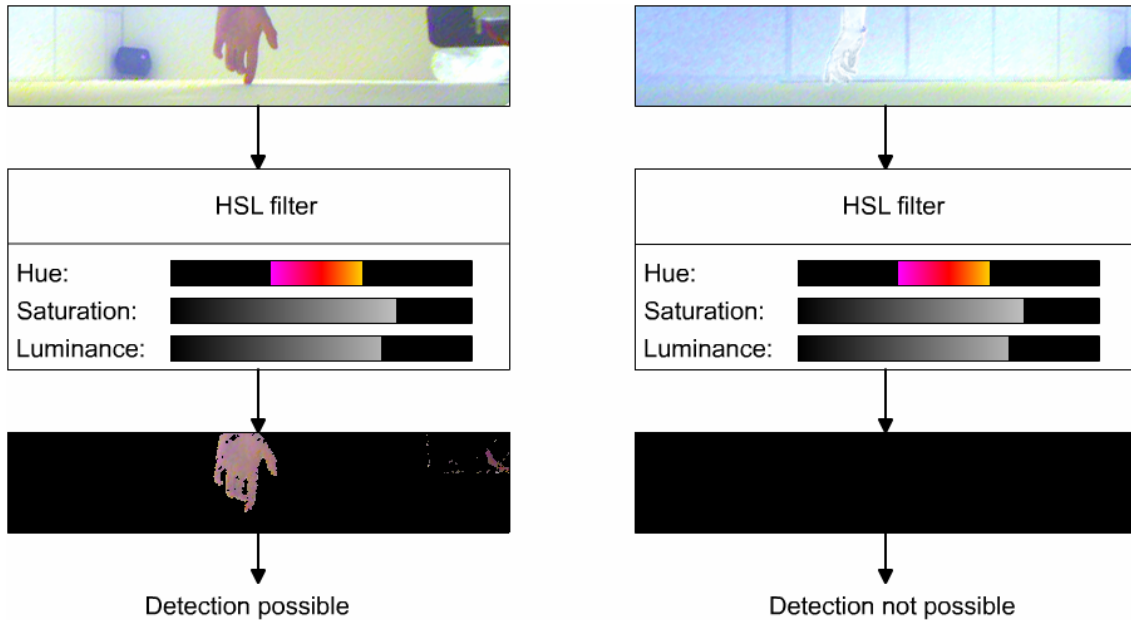 HSL filter
Hue:
Saturation:
Luminance:
Detection possible
HSL filter
Hue:
Saturation:
Luminance:
Detection not possible